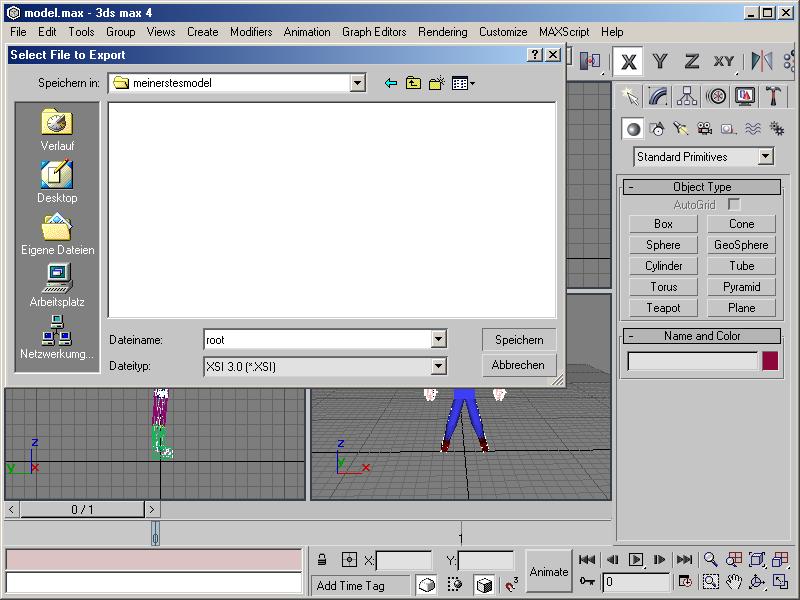 model.max - 3ds max 4
File Edit Tools Group Views Create Modifiers Animation Graph Editors Rendering Customize MAXScript Help
Select File to Export
Speichern in: meinerstesmodel
X Y Z XY
Verlauf
Desktop
Eigene Dateien
Arbeitsplatz
Netzwerkumg...
Dateiname: root Speichern
Dateityp: XSI 3.0 (*.XSI) Abbrechen
Standard Primitives
- Object Type
AutoGrid
Box Cone
Sphere GeoSphere
Cylinder Tube
Torus Pyramid
Teapot Plane
- Name and Color
z
y x
z
y x
< 0 / 1 >
0 1
X: Y:
Add Time Tag
Animate
3
0